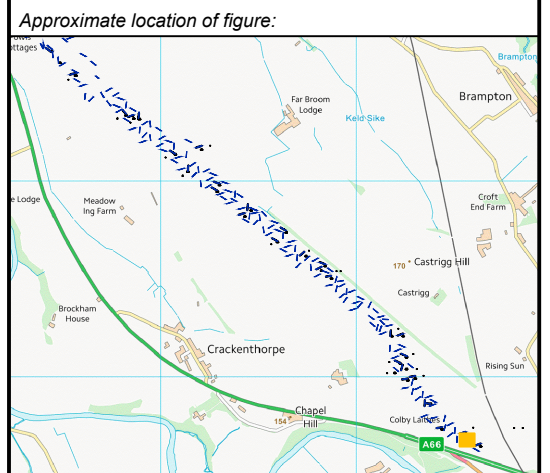 Approximate location of figure:
ottages
Brampton
Brampton
Far Broom
Lodge
Keld Sike
e Lodge
Meadow
Ing Farm
Croft
End Farm
170
Castrigg Hill
Castrigg
Brockham
House
Crackenthorpe
Rising Sun
Chapel
Hill
154
Colby Laithes
A66